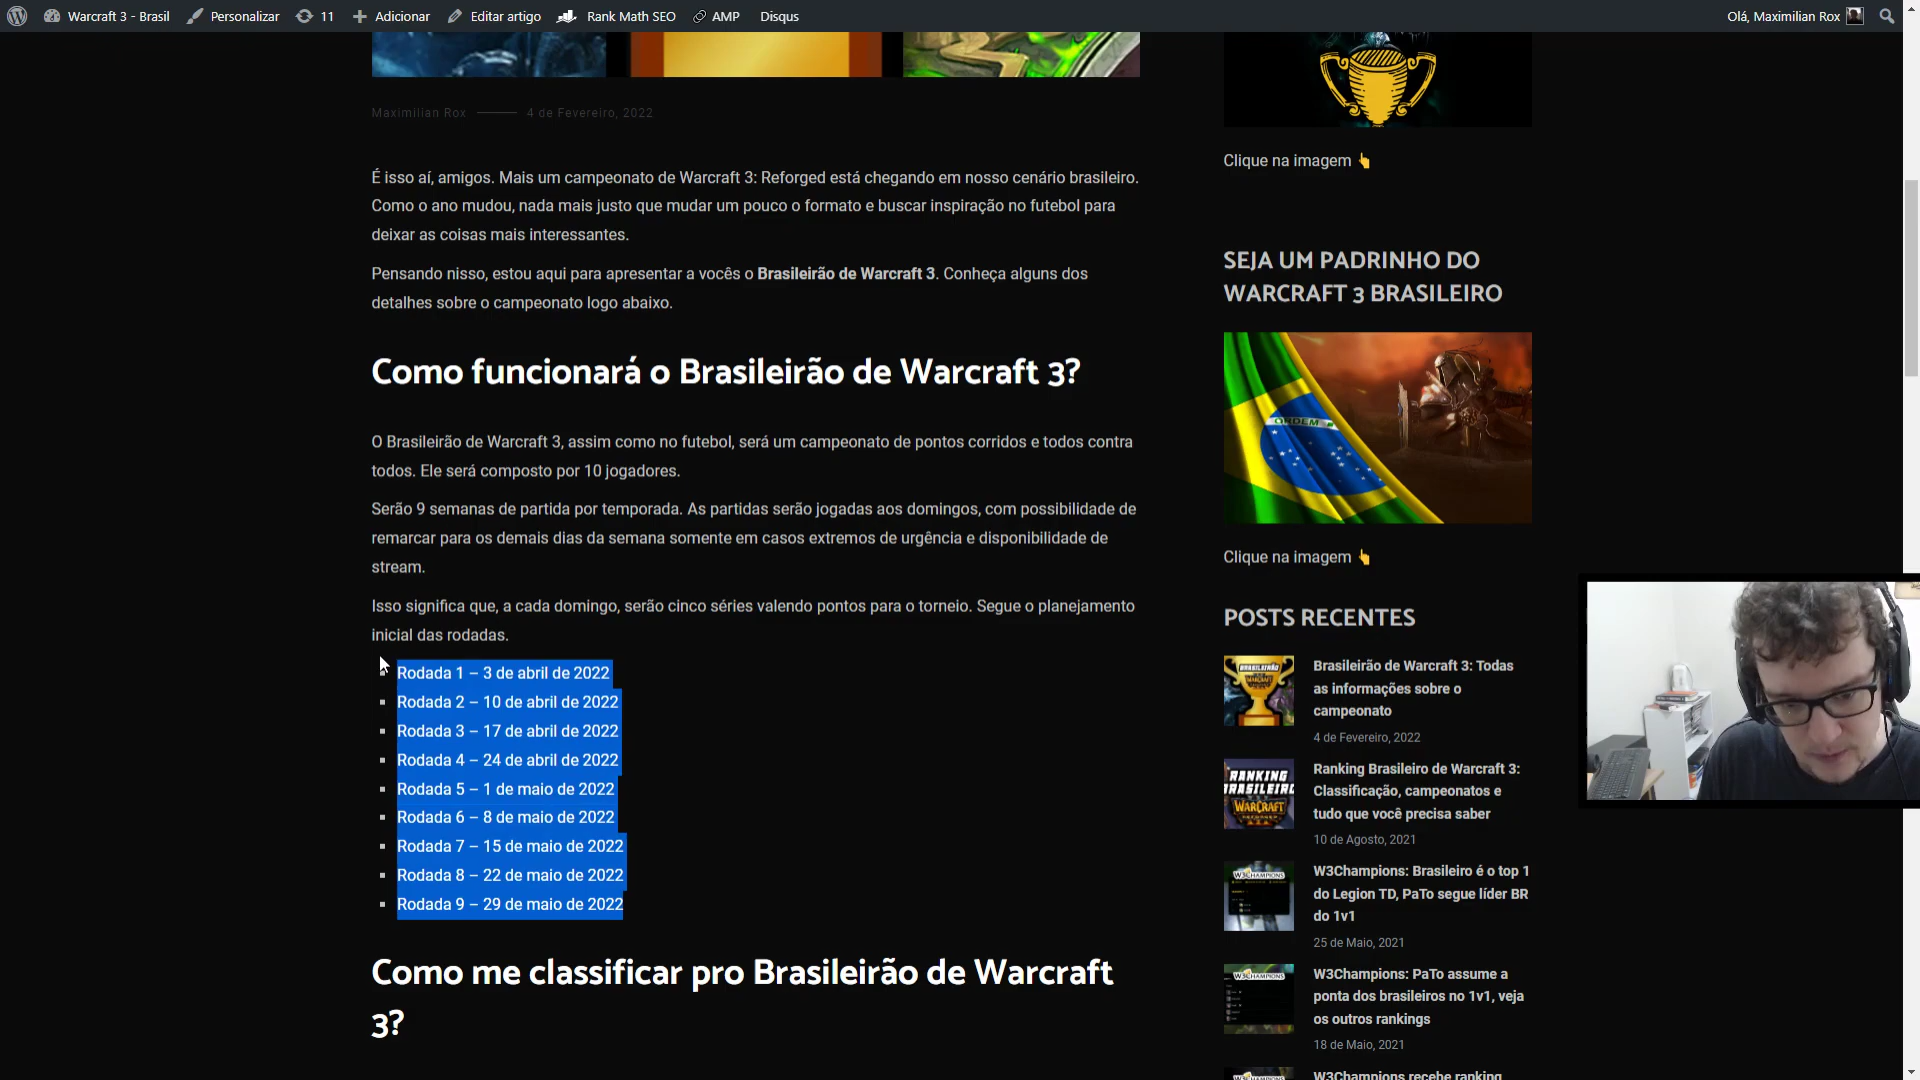 Warcraft 3 - Brasil
Personalizar
11
Adicionar
Editar artigo
Rank Math SEO
AMP
Disqus
Olá, Maximilian Rox
Maximilian Rox
4 de Fevereiro, 2022
É isso aí, amigos. Mais um campeonato de Warcraft 3: Reforged está chegando em nosso cenário brasileiro.
Como o ano mudou, nada mais justo que mudar um pouco o formato e buscar inspiração no futebol para
deixar as coisas mais interessantes.
Pensando nisso, estou aqui para apresentar a vocês o Brasileirão de Warcraft 3. Conheça alguns dos
detalhes sobre o campeonato logo abaixo.
Como funcionará o Brasileirão de Warcraft 3?
O Brasileirão de Warcraft 3, assim como no futebol, será um campeonato de pontos corridos e todos contra
todos. Ele será composto por 10 jogadores.
Serão 9 semanas de partida por temporada. As partidas serão jogadas aos domingos, com possibilidade de
remarcar para os demais dias da semana somente em casos extremos de urgência e disponibilidade de
stream.
Isso significa que, a cada domingo, serão cinco séries valendo pontos para o torneio. Segue o planejamento
inicial das rodadas.
Rodada 1 – 3 de abril de 2022
Rodada 2 – 10 de abril de 2022
Rodada 3 – 17 de abril de 2022
Rodada 4 – 24 de abril de 2022
Rodada 5 – 1 de maio de 2022
Rodada 6 – 8 de maio de 2022
Rodada 7 – 15 de maio de 2022
Rodada 8 – 22 de maio de 2022
Rodada 9 – 29 de maio de 2022
Como me classificar pro Brasileirão de Warcraft
3?
Clique na imagem 👆
SEJA UM PADRINHO DO
WARCRAFT 3 BRASILEIRO
ORDEM
Clique na imagem 👆
POSTS RECENTES
BRASILEIRÃO
WARCRAFT
Brasileirão de Warcraft 3: Todas
as informações sobre o
campeonato
4 de Fevereiro, 2022
RANKING
BRASILEIRO
WARCRAFT
Ranking Brasileiro de Warcraft 3:
Classificação, campeonatos e
tudo que você precisa saber
10 de Agosto, 2021
W3CHAMPIONS
W3Champions: Brasileiro é o top 1
do Legion TD, PaTo segue líder BR
do 1v1
25 de Maio, 2021
W3CHAMPIONS
W3Champions: PaTo assume a
ponta dos brasileiros no 1v1, veja
os outros rankings
18 de Maio, 2021
W3Champions recebe ranking